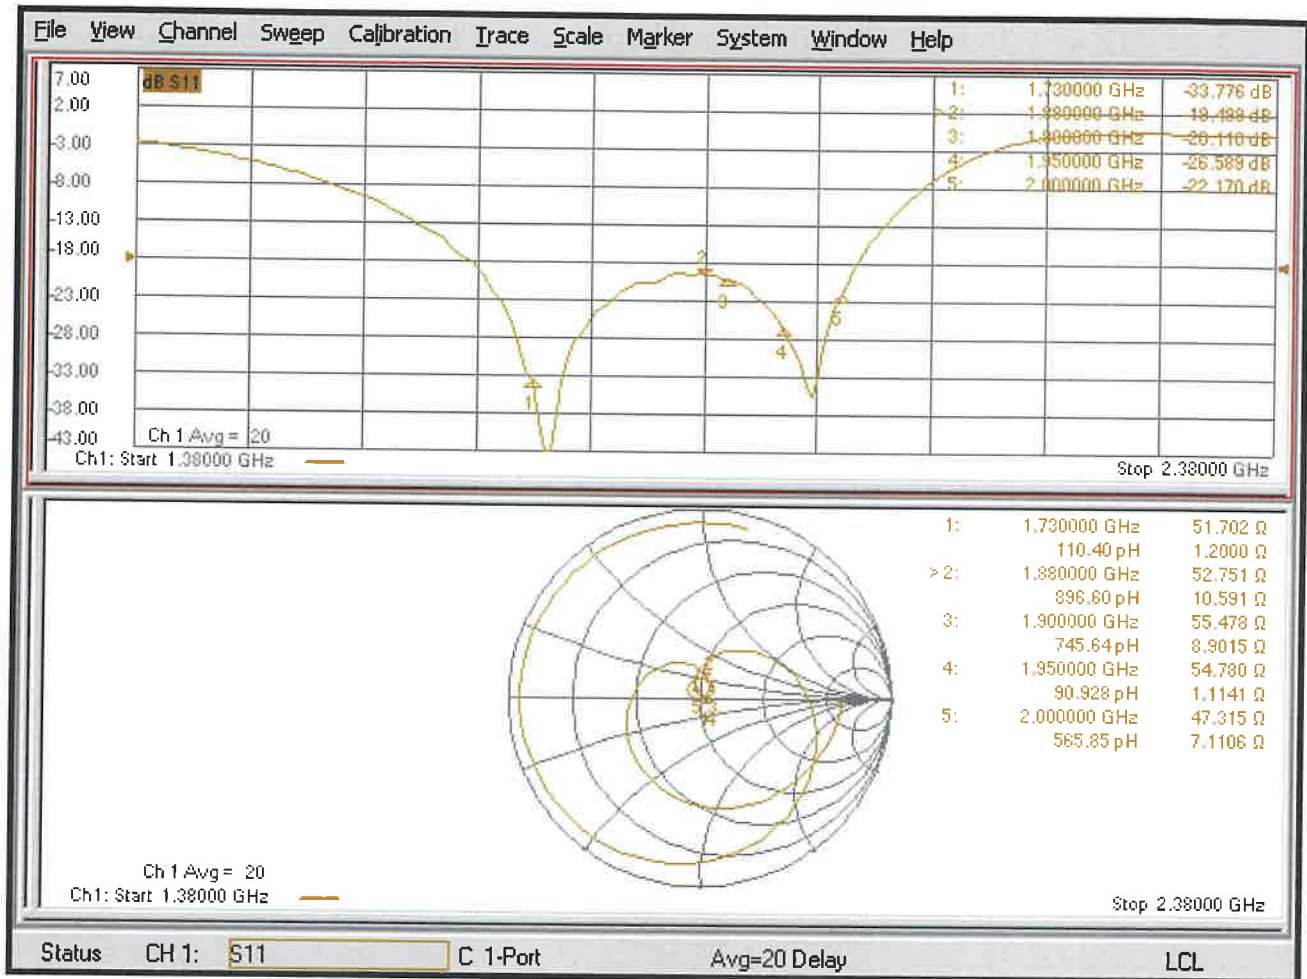 File View Channel Sweep Calibration Trace Scale Marker System Window Help
7.00
2.00
-3.00
-8.00
-13.00
-18.00
-23.00
-28.00
-33.00
-38.00
-43.00
dB S11
1: 1.730000 GHz -33.776 dB
>2: 1.880000 GHz -19.499 dB
3: 1.900000 GHz -20.110 dB
4: 1.950000 GHz -26.589 dB
5: 2.000000 GHz -22.170 dB
2
3
1
4
5
Ch 1 Avg = 20
Ch1: Start 1.38000 GHz
Stop 2.38000 GHz
1: 1.730000 GHz 51.702 Ω
110.40 pH 1.2000 Ω
>2: 1.880000 GHz 52.751 Ω
896.60 pH 10.591 Ω
3: 1.900000 GHz 55.478 Ω
745.64 pH 8.9015 Ω
4: 1.950000 GHz 54.780 Ω
90.928 pH 1.1141 Ω
5: 2.000000 GHz 47.315 Ω
565.85 pH 7.1106 Ω
Ch 1 Avg = 20
Ch1: Start 1.38000 GHz
Stop 2.38000 GHz
Status CH 1: S11 C 1-Port Avg=20 Delay LCL